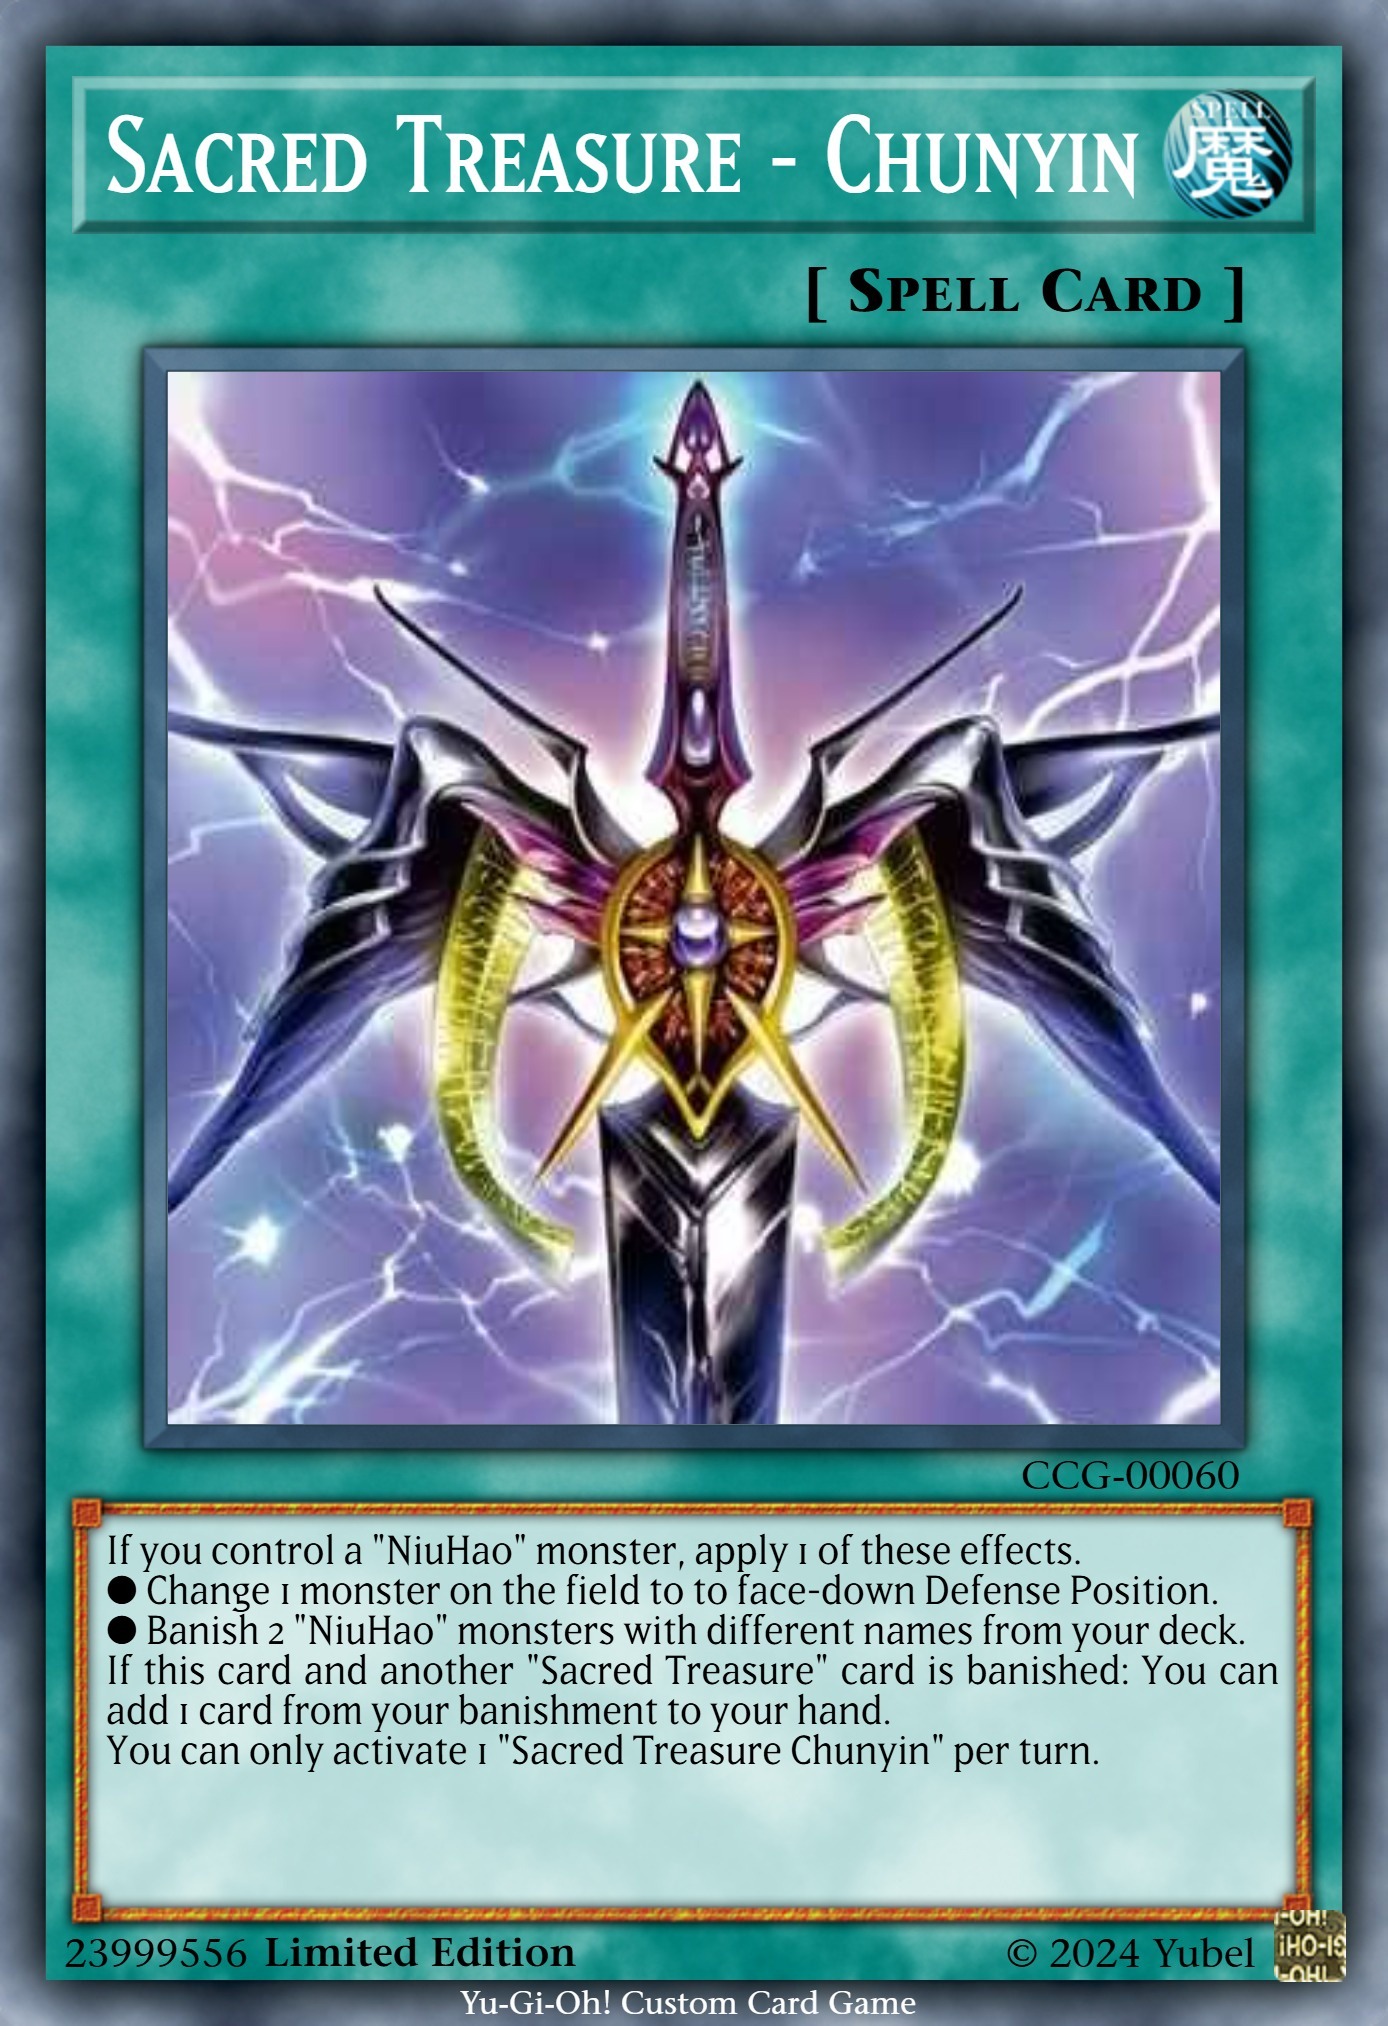 Sacred Treasure - Chunyin
SPELL
魔
[ Spell Card ]
CCG-00060
If you control a "NiuHao" monster, apply 1 of these effects.
● Change 1 monster on the field to to face-down Defense Position.
● Banish 2 "NiuHao" monsters with different names from your deck.
If this card and another "Sacred Treasure" card is banished: You can
add 1 card from your banishment to your hand.
You can only activate 1 "Sacred Treasure Chunyin" per turn.
23999556 Limited Edition
© 2024 Yubel
Yu-Gi-Oh! Custom Card Game